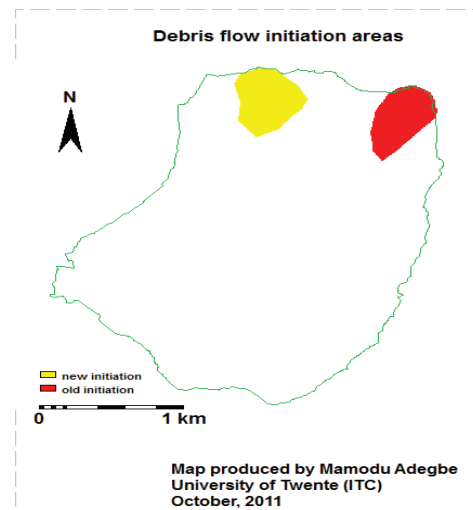 Debris flow initiation areas
N
new initiation
old initiation
0 1 km
Map produced by Mamodu Adegbe
University of Twente (ITC)
October, 2011